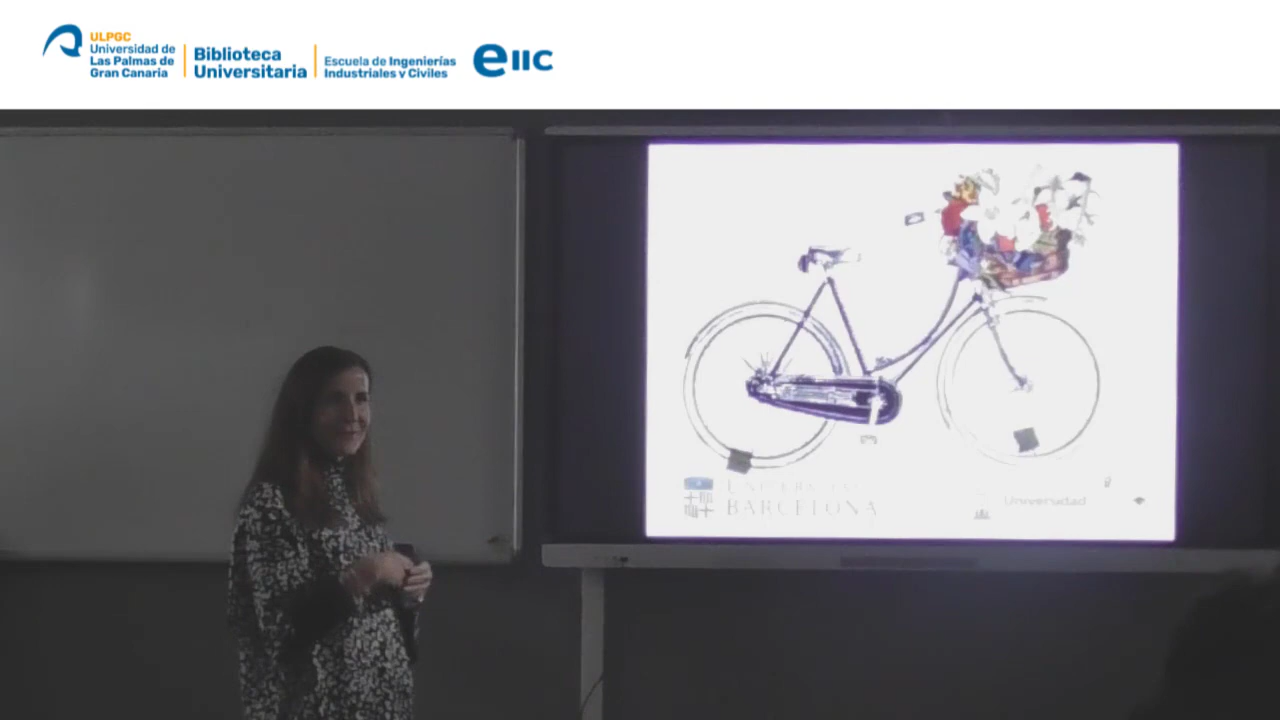 ULPGC
Universidad de
Las Palmas de
Gran Canaria
Biblioteca
Universitaria
Escuela de Ingenierías
Industriales y Civiles
eiic
BARCELONA
Universidad